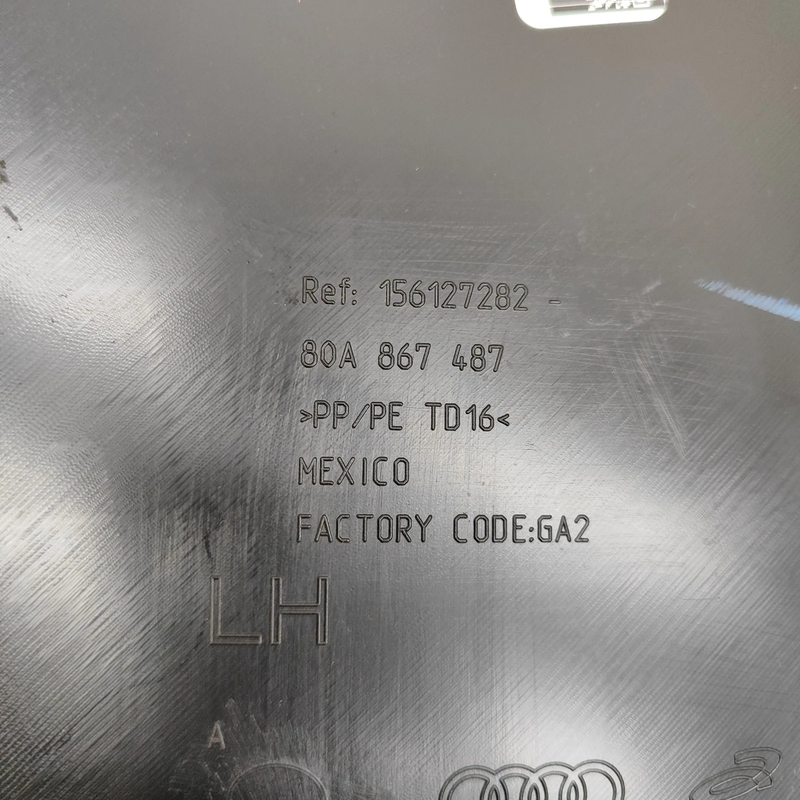 Ref: 156127282 -
80A 867 487
>PP/PE TD16<
MEXICO
FACTORY CODE:GA2
LH
A